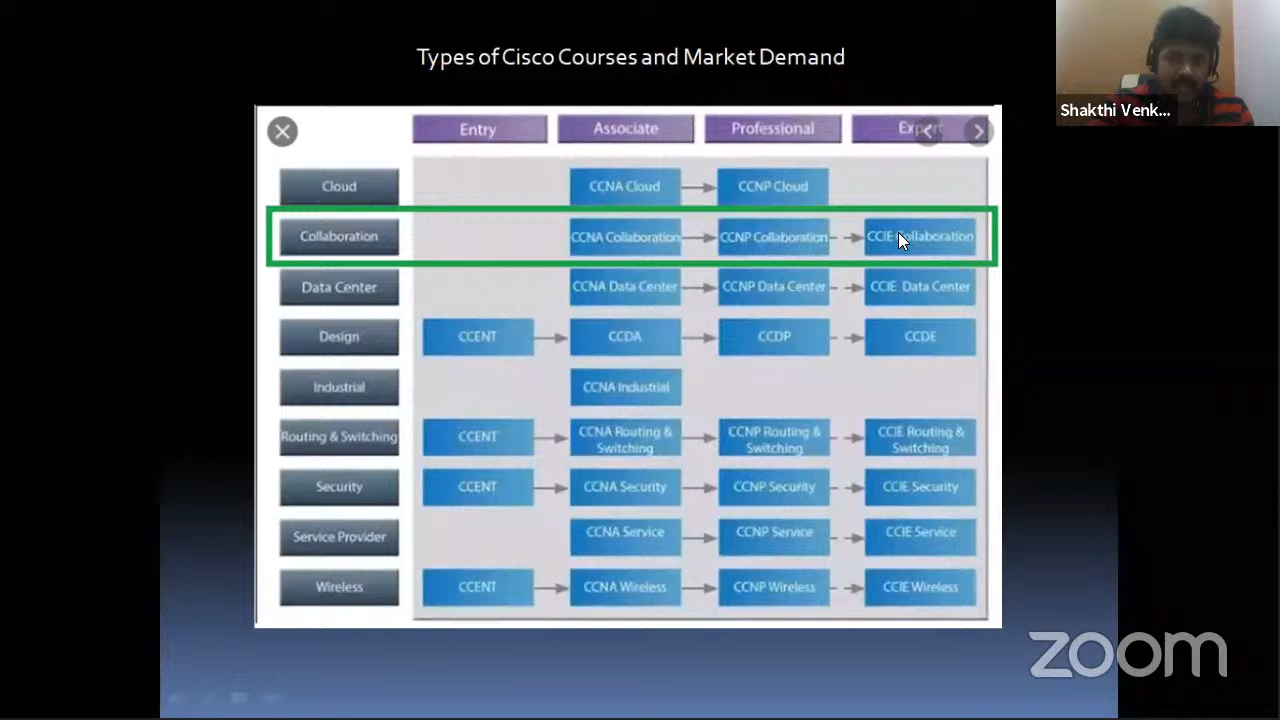 Types of Cisco Courses and Market Demand
Shakthi Venk...
Entry Associate Professional Expert
Cloud CCNA Cloud CCNP Cloud
Collaboration CCNA Collaboration CCNP Collaboration CCIE Collaboration
Data Center CCNA Data Center CCNP Data Center CCIE Data Center
Design CCENT CCDA CCDP CCDE
Industrial CCNA Industrial
Routing & Switching CCENT CCNA Routing & Switching CCNP Routing & Switching CCIE Routing & Switching
Security CCENT CCNA Security CCNP Security CCIE Security
Service Provider CCNA Service CCNP Service CCIE Service
Wireless CCENT CCNA Wireless CCNP Wireless CCIE Wireless
zoom